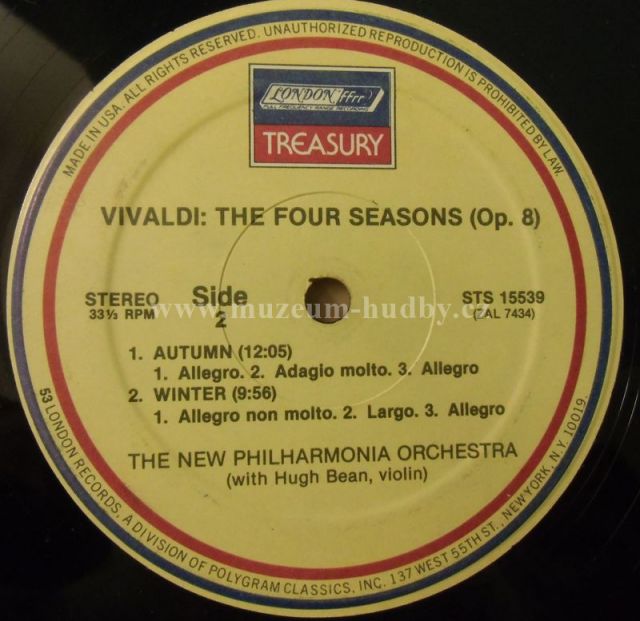 MADE IN USA. ALL RIGHTS RESERVED. UNAUTHORIZED REPRODUCTION IS PROHIBITED BY LAW.
LONDON ffrr
FULL FREQUENCY RANGE RECORDING
TREASURY
VIVALDI: THE FOUR SEASONS (Op. 8)
STEREO
33⅓ RPM
Side
2
STS 15539
(ZAL 7434)
www.muzeum-hudby.cz
1. AUTUMN (12:05)
1. Allegro. 2. Adagio molto. 3. Allegro
2. WINTER (9:56)
1. Allegro non molto. 2. Largo. 3. Allegro
THE NEW PHILHARMONIA ORCHESTRA
(with Hugh Bean, violin)
53 LONDON RECORDS, A DIVISION OF POLYGRAM CLASSICS, INC. 137 WEST 55TH ST., NEW YORK, N.Y. 10019.